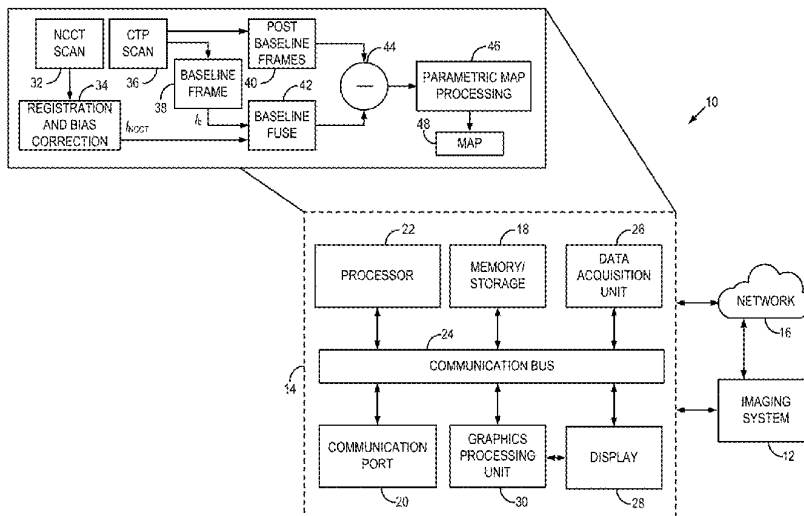 NCCT
SCAN
32
34
REGISTRATION
AND BIAS
CORRECTION
CTP
SCAN
36
POST
BASELINE
FRAMES
40
BASELINE
FRAME
38
42
BASELINE
FUSE
44
46
PARAMETRIC MAP
PROCESSING
48
MAP
10
22
PROCESSOR
18
MEMORY/
STORAGE
26
DATA
ACQUISITION
UNIT
24
COMMUNICATION BUS
14
COMMUNICATION
PORT
20
GRAPHICS
PROCESSING
UNIT
30
DISPLAY
28
NETWORK
16
IMAGING
SYSTEM
12
I NCCT